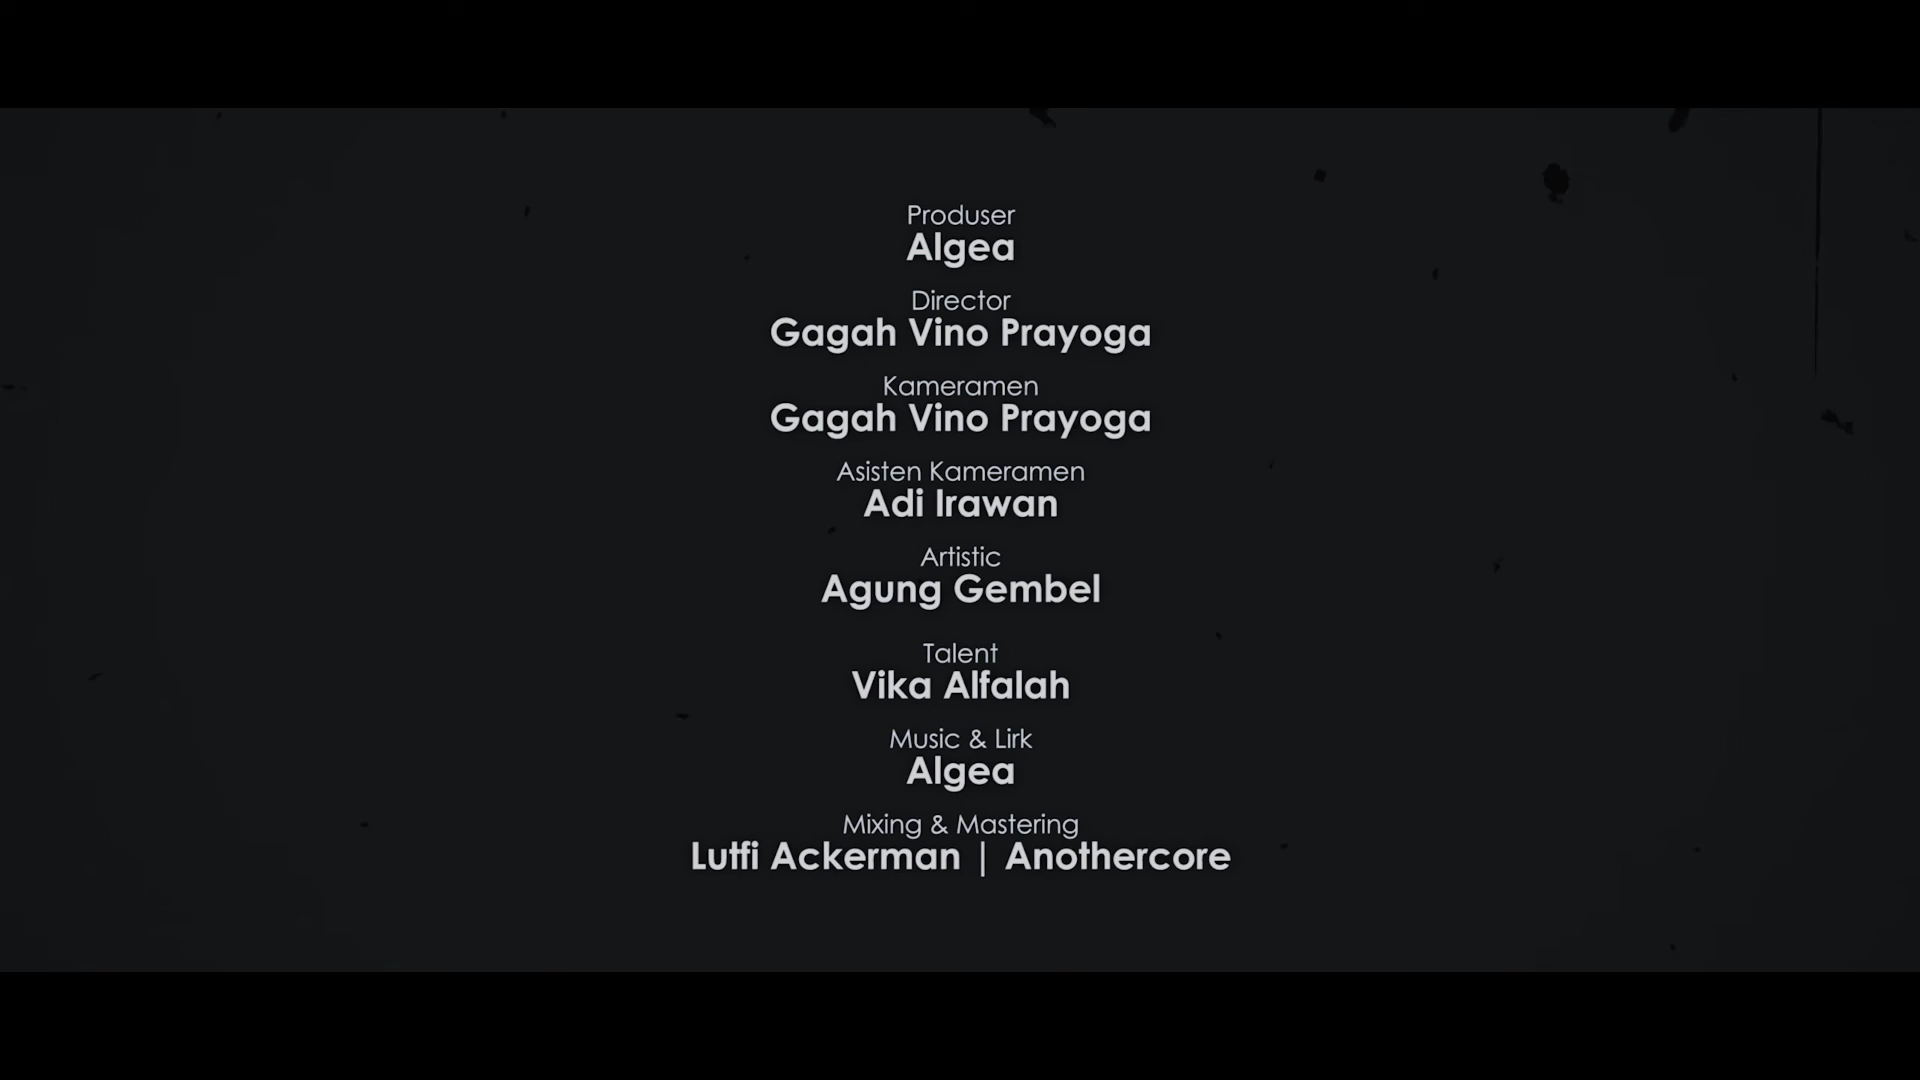 Produser
Algea
Director
Gagah Vino Prayoga
Kameramen
Gagah Vino Prayoga
Asisten Kameramen
Adi Irawan
Artistic
Agung Gembel
Talent
Vika Alfalah
Music & Lirk
Algea
Mixing & Mastering
Lutfi Ackerman | Anothercore